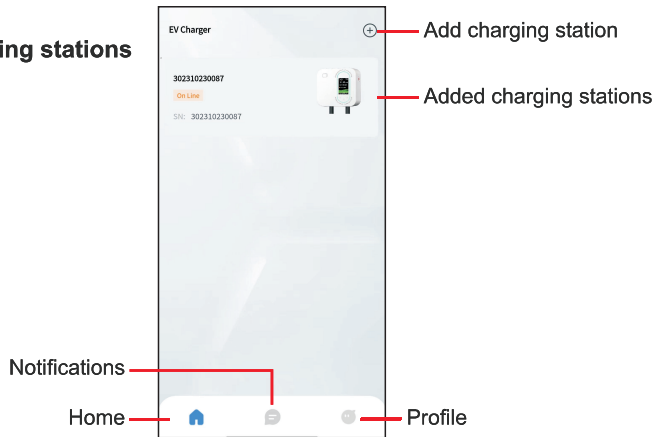 EV Charger
Add charging station
ing stations
302310230087
On Line
SN: 302310230087
Added charging stations
Notifications
Home
Profile